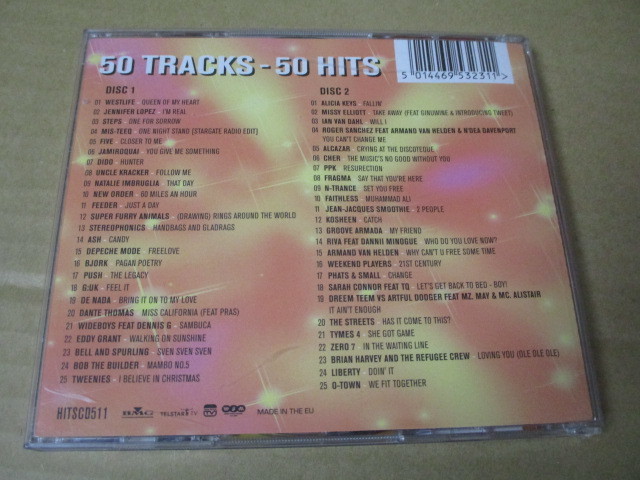 50 TRACKS - 50 HITS
5 014469 532311 >
DISC 1
01 WESTLIFE - QUEEN OF MY HEART
02 JENNIFER LOPEZ - I'M REAL
03 STEPS - ONE FOR SORROW
04 MIS-TEEQ - ONE NIGHT STAND (STARGATE RADIO EDIT)
05 FIVE - CLOSER TO ME
06 JAMIROQUAI - YOU GIVE ME SOMETHING
07 DIDO - HUNTER
08 UNCLE KRACKER - FOLLOW ME
09 NATALIE IMBRUGLIA - THAT DAY
10 NEW ORDER - 60 MILES AN HOUR
11 FEEDER - JUST A DAY
12 SUPER FURRY ANIMALS - (DRAWING) RINGS AROUND THE WORLD
13 STEREOPHONICS - HANDBAGS AND GLADRAGS
14 ASH - CANDY
15 DEPECHE MODE - FREELOVE
16 BJORK - PAGAN POETRY
17 PUSH - THE LEGACY
18 G:UK - FEEL IT
19 DE NADA - BRING IT ON TO MY LOVE
20 DANTE THOMAS - MISS CALIFORNIA (FEAT PRAS)
21 WIDEBOYS FEAT DENNIS G - SAMBUCA
22 EDDY GRANT - WALKING ON SUNSHINE
23 BELL AND SPURLING - SVEN SVEN SVEN
24 BOB THE BUILDER - MAMBO NO.5
25 TWEENIES - I BELIEVE IN CHRISTMAS
DISC 2
01 ALICIA KEYS - FALLIN'
02 MISSY ELLIOTT - TAKE AWAY (FEAT GINUWINE & INTRODUCING TWEET)
03 IAN VAN DAHL - WILL I
04 ROGER SANCHEZ FEAT ARMAND VAN HELDEN & N'DEA DAVENPORT
YOU CAN'T CHANGE ME
05 ALCAZAR - CRYING AT THE DISCOTEQUE
06 CHER - THE MUSIC'S NO GOOD WITHOUT YOU
07 PPK - RESURECTION
08 FRAGMA - SAY THAT YOU'RE HERE
09 N-TRANCE - SET YOU FREE
10 FAITHLESS - MUHAMMAD ALI
11 JEAN-JACQUES SMOOTHIE - 2 PEOPLE
12 KOSHEEN - CATCH
13 GROOVE ARMADA - MY FRIEND
14 RIVA FEAT DANNII MINOGUE - WHO DO YOU LOVE NOW?
15 ARMAND VAN HELDEN - WHY CAN'T U FREE SOME TIME
16 WEEKEND PLAYERS - 21ST CENTURY
17 PHATS & SMALL - CHANGE
18 SARAH CONNOR FEAT TQ - LET'S GET BACK TO BED - BOY!
19 DREEM TEEM VS ARTFUL DODGER FEAT MZ. MAY & MC. ALISTAIR
IT AIN'T ENOUGH
20 THE STREETS - HAS IT COME TO THIS?
21 TYMES 4 - SHE GOT GAME
22 ZERO 7 - IN THE WAITING LINE
23 BRIAN HARVEY AND THE REFUGEE CREW - LOVING YOU (OLE OLE OLE)
24 LIBERTY - DOIN' IT
25 O-TOWN - WE FIT TOGETHER
HITSCD511
BMG
TELSTAR TV
MADE IN THE EU